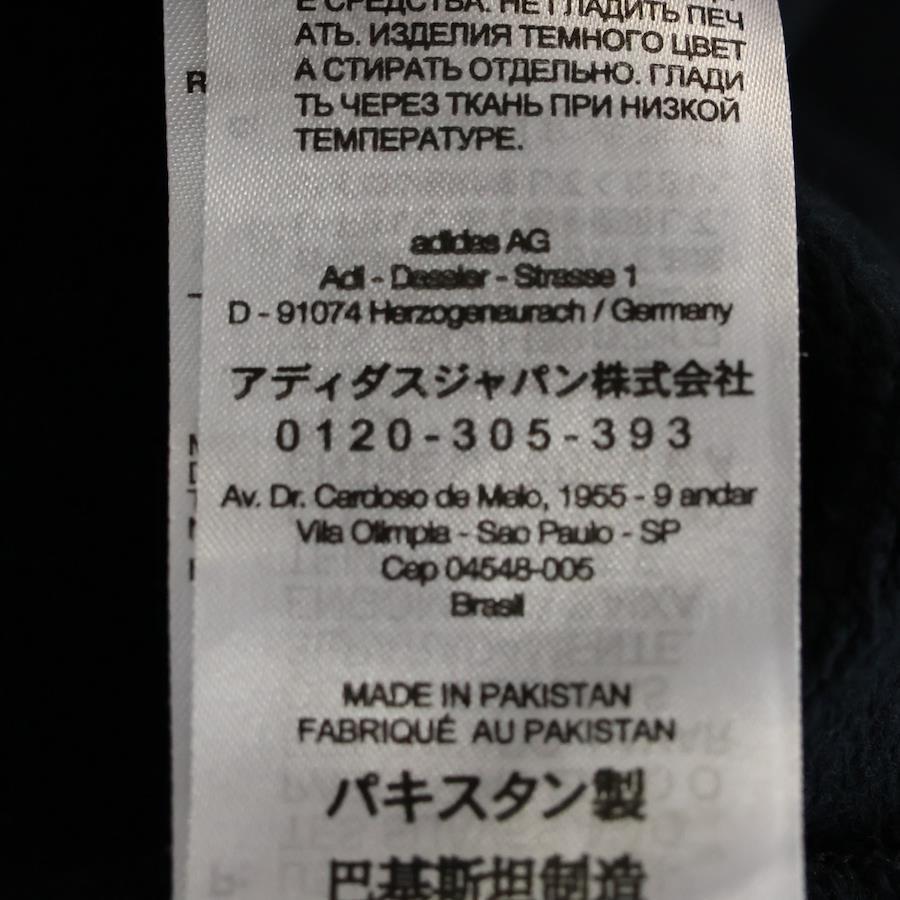 Е СРЕДСТВА. НЕ ГЛАДИТЬ ПЕЧ
АТЬ. ИЗДЕЛИЯ ТЕМНОГО ЦВЕТ
А СТИРАТЬ ОТДЕЛЬНО. ГЛАДИ
ТЬ ЧЕРЕЗ ТКАНЬ ПРИ НИЗКОЙ
ТЕМПЕРАТУРЕ.
adidas AG
Adi - Dassler - Strasse 1
D - 91074 Herzogenaurach / Germany
アディダスジャパン株式会社
0120-305-393
Av. Dr. Cardoso de Melo, 1955 - 9 andar
Vila Olimpia - Sao Paulo - SP
Cep 04548-005
Brasil
MADE IN PAKISTAN
FABRIQUÉ AU PAKISTAN
パキスタン製
巴基斯坦制造